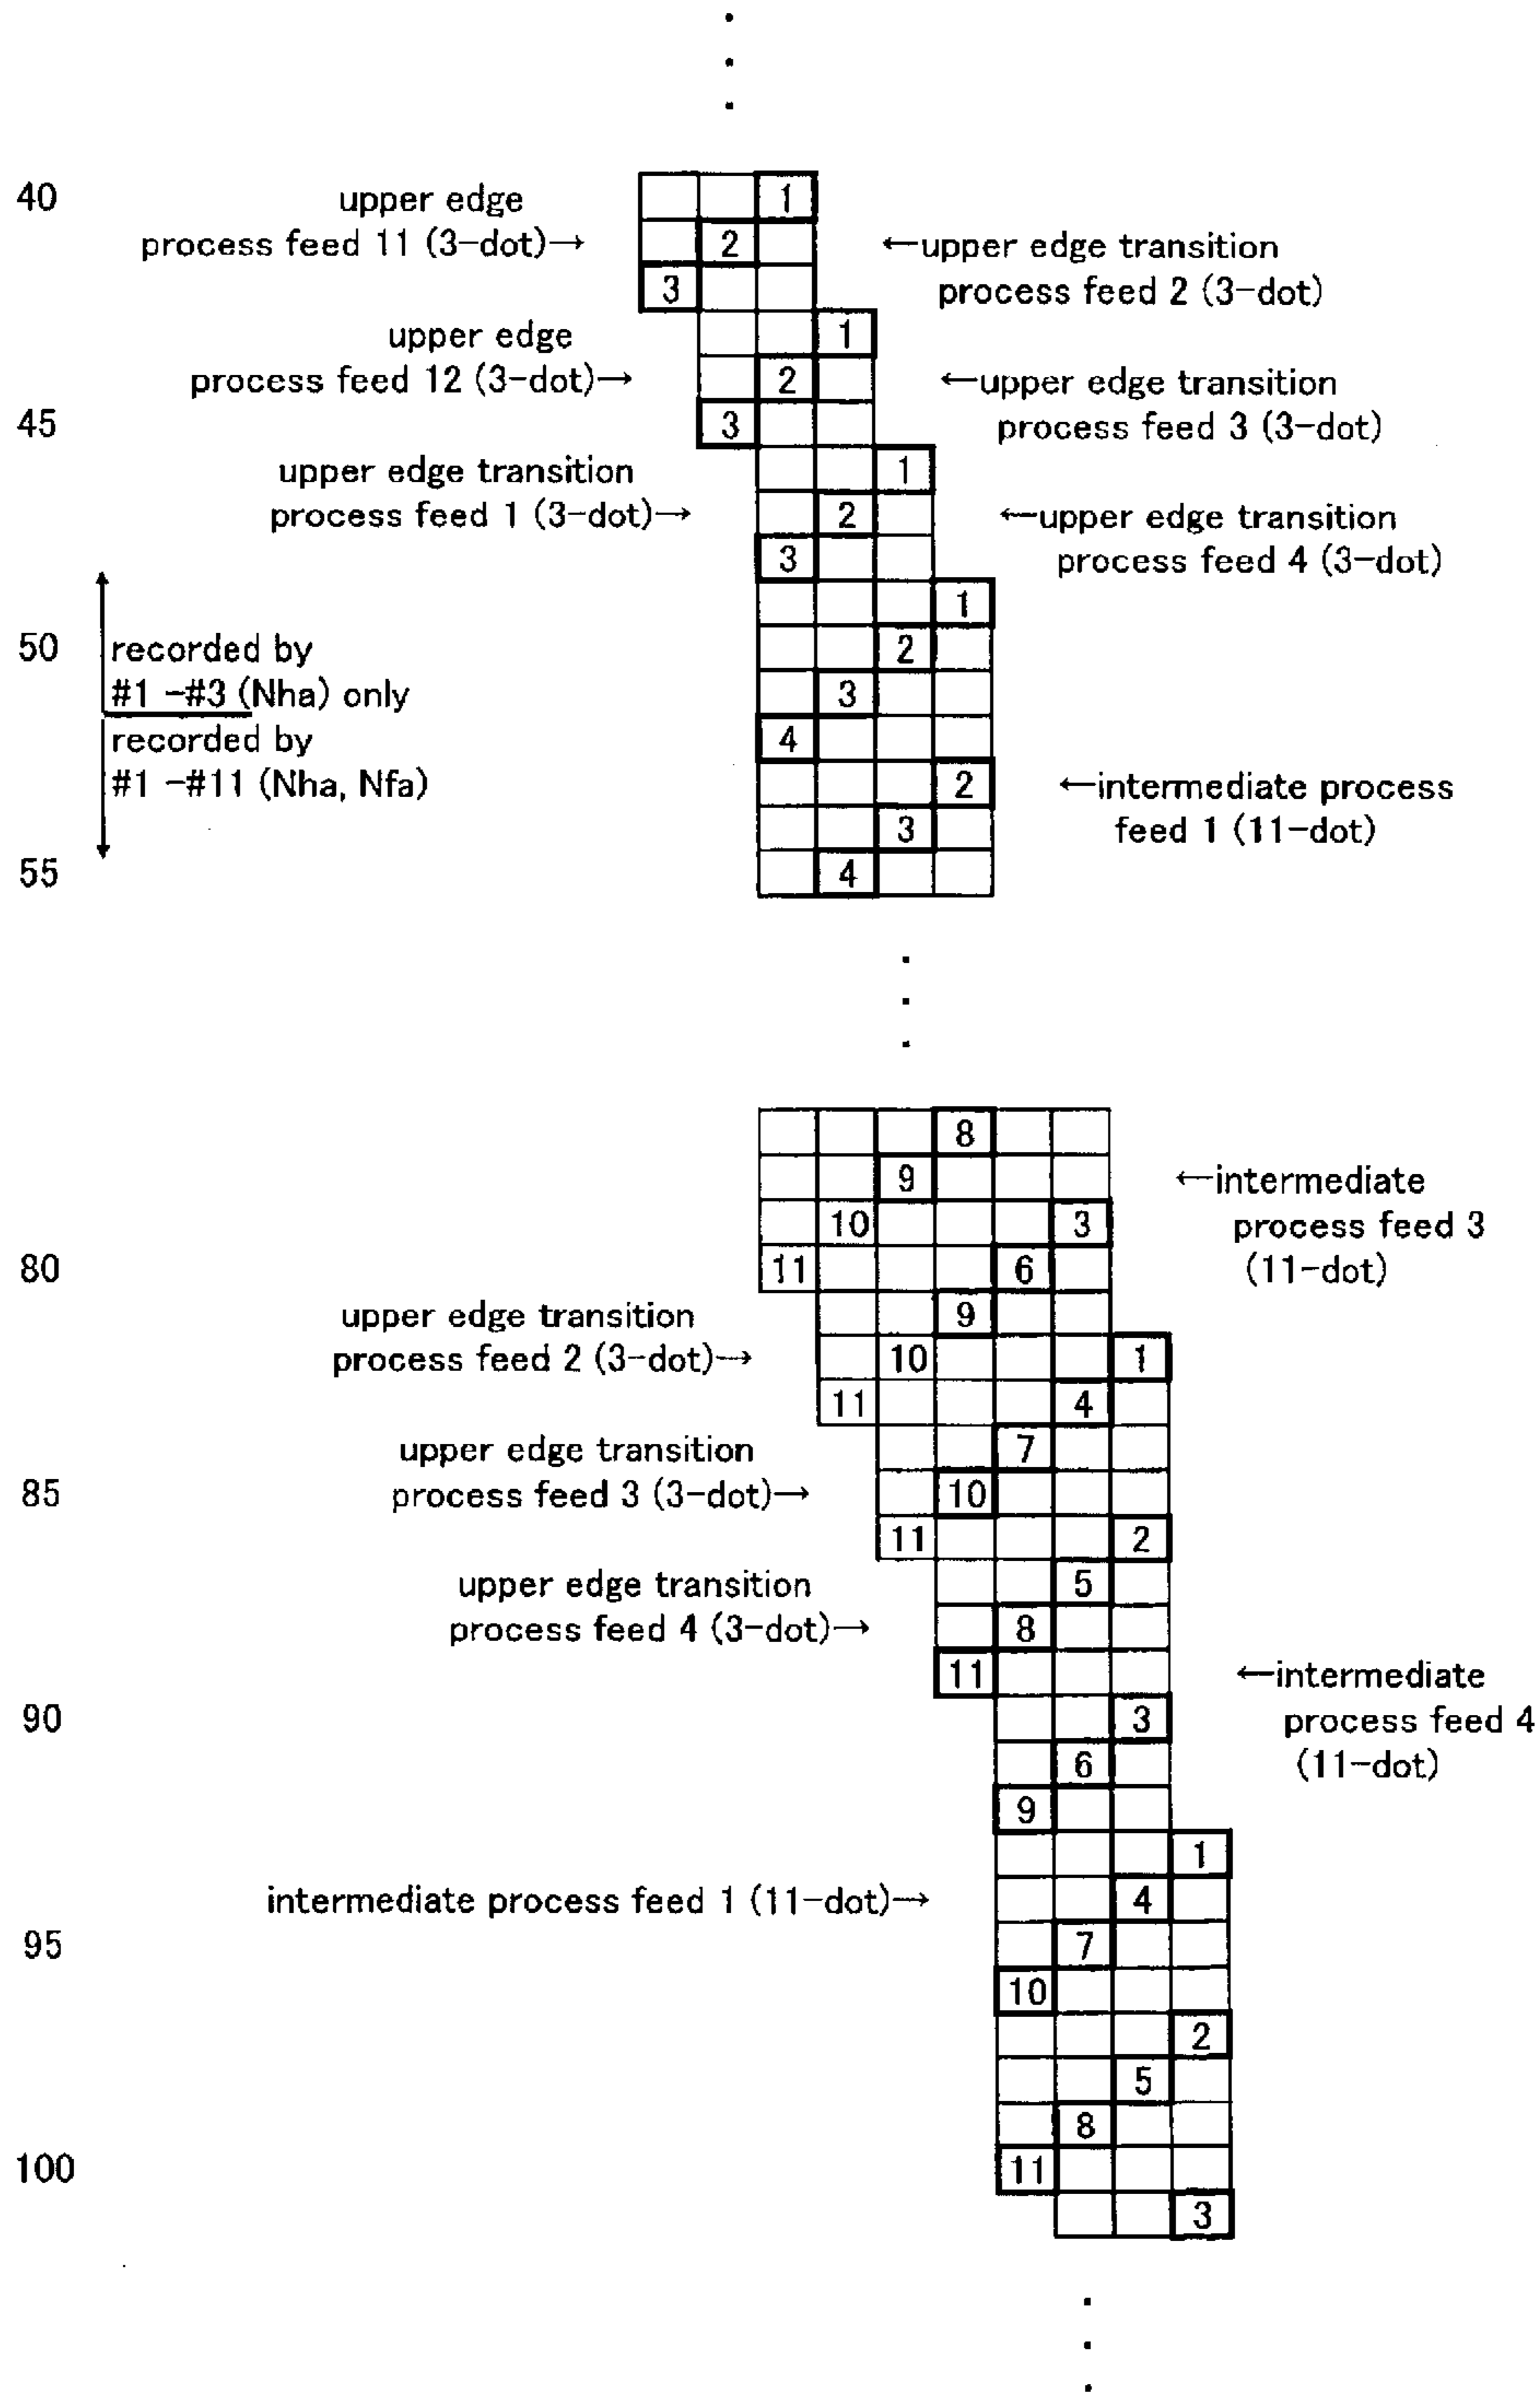 40 upper edge 1
process feed 11 (3-dot)→ 2 ←upper edge transition
3 process feed 2 (3-dot)
upper edge 1
process feed 12 (3-dot)→ 2 ←upper edge transition
45 3 process feed 3 (3-dot)
upper edge transition 1
process feed 1 (3-dot)→ 2 ←upper edge transition
3 process feed 4 (3-dot)
1
50 recorded by 2
#1 -#3 (Nha) only 3
recorded by 4
#1 -#11 (Nha, Nfa) 2 ←intermediate process
3 feed 1 (11-dot)
55 4
8
9 ←intermediate
10 3 process feed 3
80 11 6 (11-dot)
upper edge transition 9
process feed 2 (3-dot)→ 10 1
11 4
upper edge transition 7
85 process feed 3 (3-dot)→ 10
11 2
upper edge transition 5
process feed 4 (3-dot)→ 8
11 ←intermediate
90 3 process feed 4
6 (11-dot)
9
1
intermediate process feed 1 (11-dot)→ 4
95 7
10
2
5
8
100 11
3